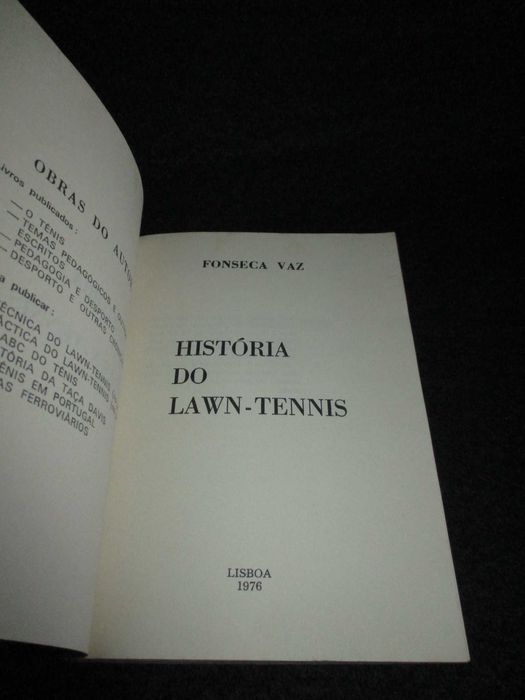 OBRAS DO AUTOR
Livros publicados:
— O TÉNIS
— TEMAS PEDAGÓGICOS E
ESCRITOS
— PEDAGOGIA E DESPORTO
— DESPORTO E OUTRAS
a publicar:
TÉCNICA DO LAWN-TENNIS
TÁCTICA DO LAWN-TENNIS
ABC DO TÉNIS
HISTÓRIA DA TAÇA DAVIS
TÉNIS EM PORTUGAL
AS FERROVIÁRIOS
FONSECA VAZ
HISTÓRIA
DO
LAWN-TENNIS
LISBOA
1976